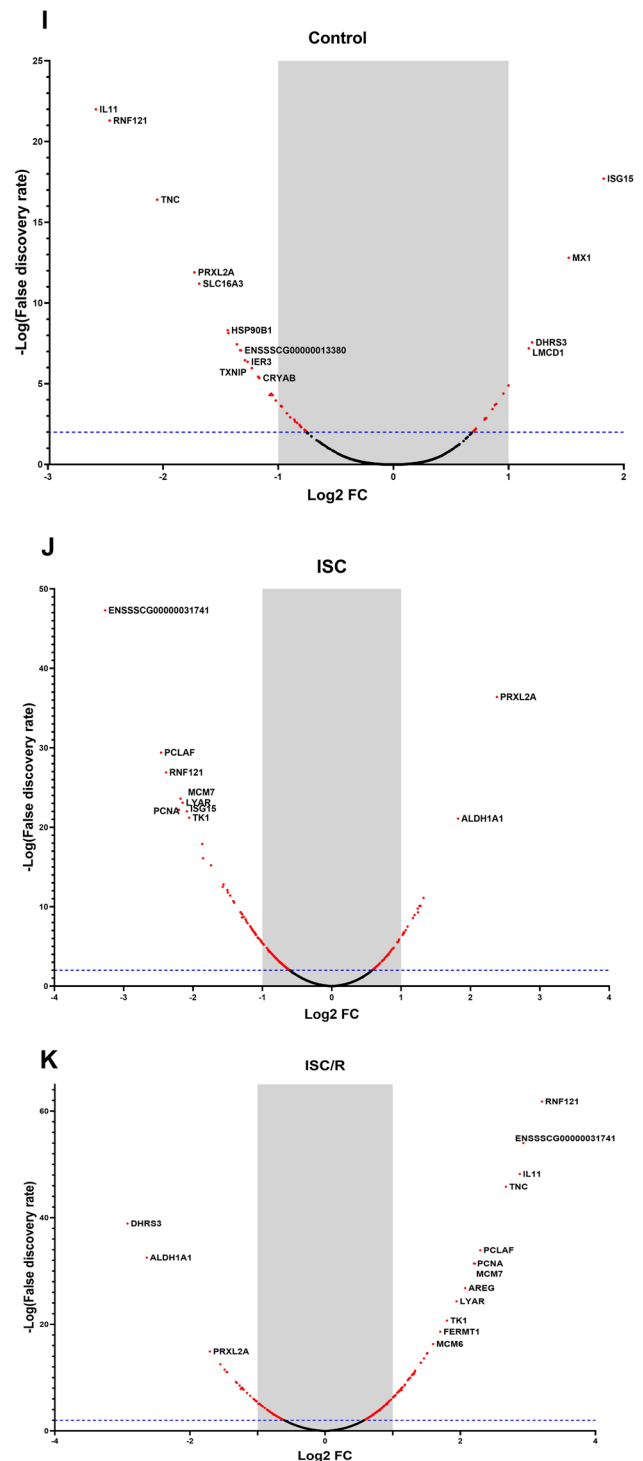 I
Control
25
IL11
RNF121
20
ISG15
TNC
15
MX1
PRXL2A
SLC16A3
10
HSP90B1
DHRS3
ENSSSCG00000013380
LMCD1
IER3
TXNIP
5
CRYAB
0
-Log(False discovery rate)
-3 -2 -1 0 1 2
Log2 FC
J
ISC
50
ENSSSCG00000031741
40
PRXL2A
30
PCLAF
RNF121
MCM7
LYAR
PCNA ISG15
TK1
ALDH1A1
20
10
0
-Log(False discovery rate)
-4 -3 -2 -1 0 1 2 3 4
Log2 FC
K
ISC/R
RNF121
60
ENSSSCG00000031741
IL11
TNC
40
DHRS3
PCLAF
ALDH1A1
PCNA
MCM7
AREG
LYAR
20
TK1
FERMT1
MCM6
PRXL2A
0
-Log(False discovery rate)
-4 -2 0 2 4
Log2 FC